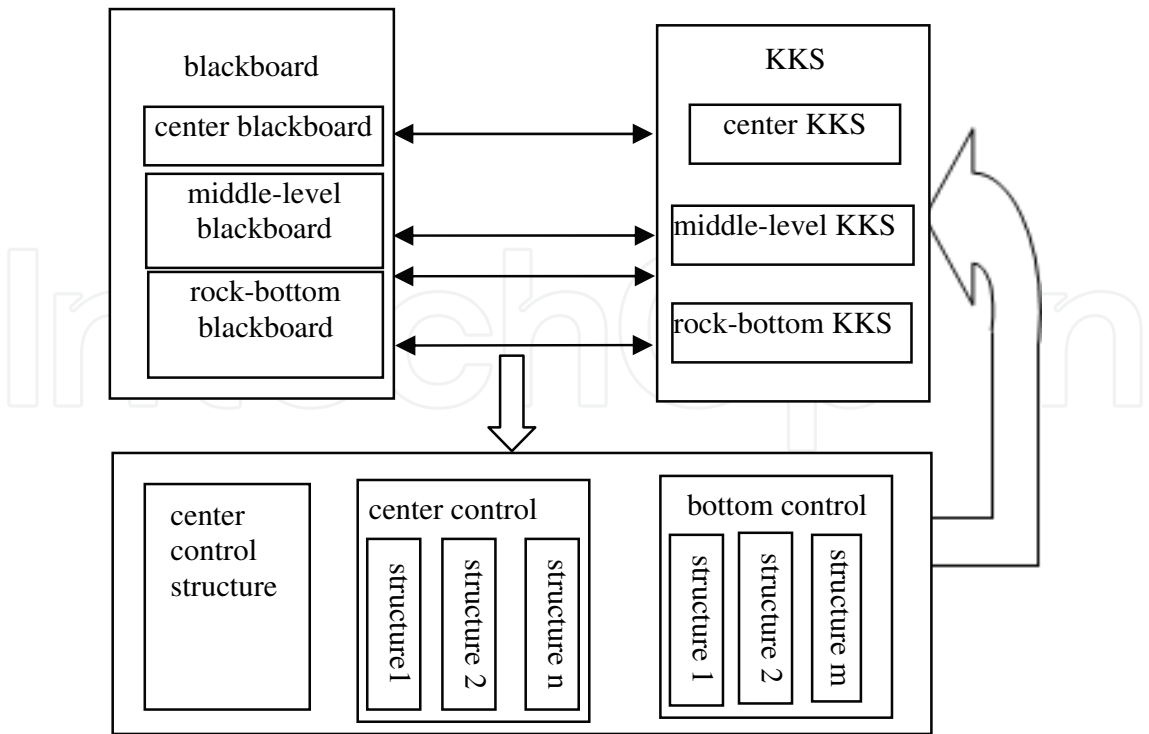 blackboard
center blackboard
middle-level
blackboard
rock-bottom
blackboard
KKS
center KKS
middle-level KKS
rock-bottom KKS
center
control
structure
center control
structure1
structure 2
structure n
bottom control
structure 1
structure 2
structure m
IntechOpen